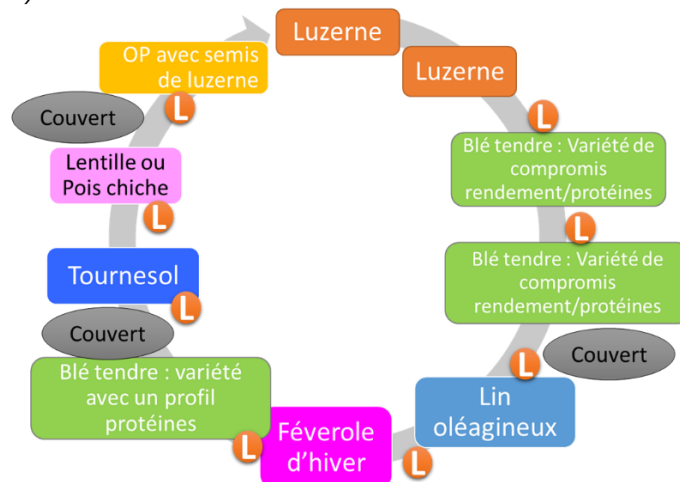 Luzerne
Luzerne
L
Blé tendre : Variété de
compromis
rendement/protéines
L
Blé tendre : Variété de
compromis
rendement/protéines
Couvert
L
Lin
oléagineux
L
Féverole
d'hiver
L
Blé tendre : variété
avec un profil
protéines
Couvert
L
Tournesol
L
Lentille ou
Pois chiche
Couvert
L
OP avec semis
de luzerne